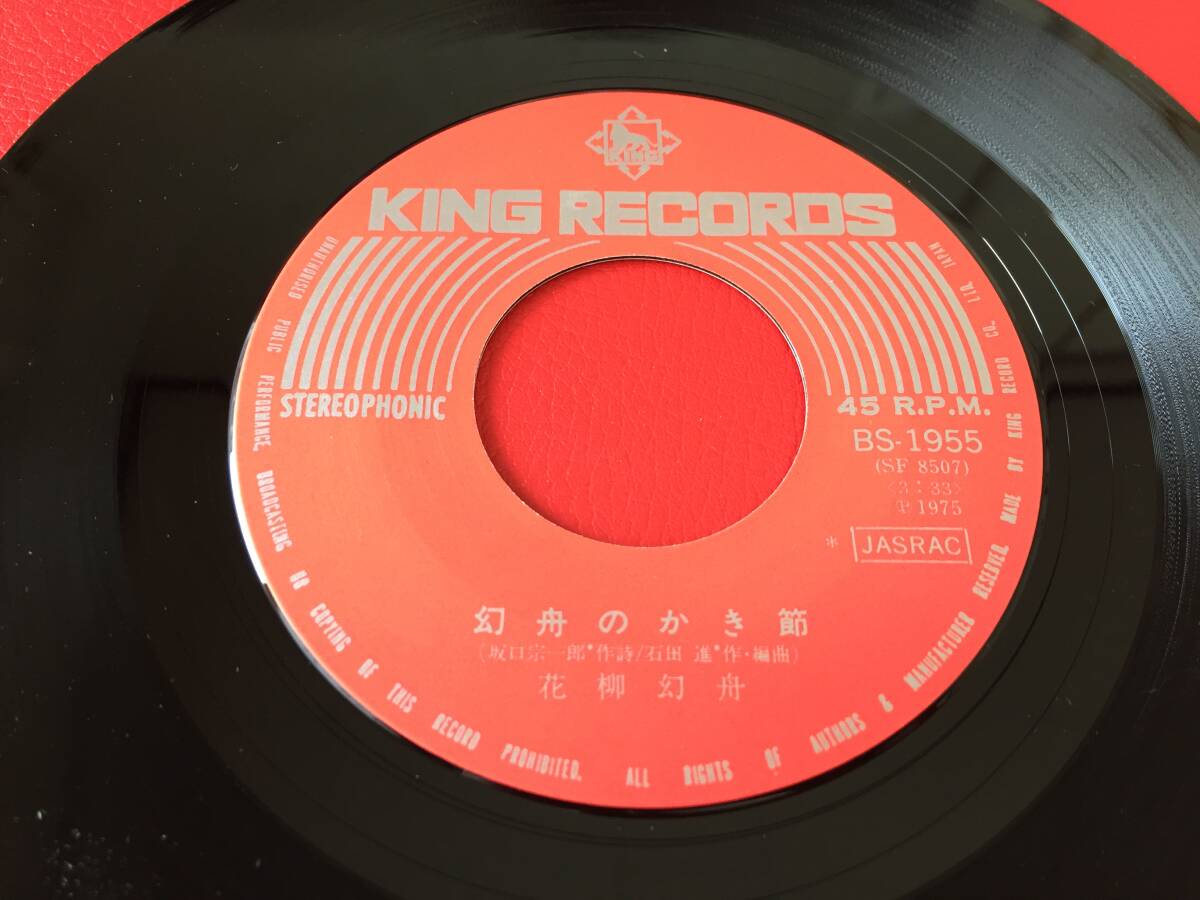 KING
KING RECORDS
STEREOPHONIC
45 R.P.M.
BS-1955
(SF 8507)
<3:33>
℗1975
* JASRAC
幻舟のかき節
(坂口宗一郎*作詩/石田 進*作・編曲)
花柳幻舟
UNAUTHORISED PUBLIC PERFORMANCE, BROADCASTING OR COPYING OF THIS RECORD PROHIBITED. ALL RIGHTS OF AUTHORS & MANUFACTURER RESERVED. MADE BY KING RECORD CO., LTD. JAPAN